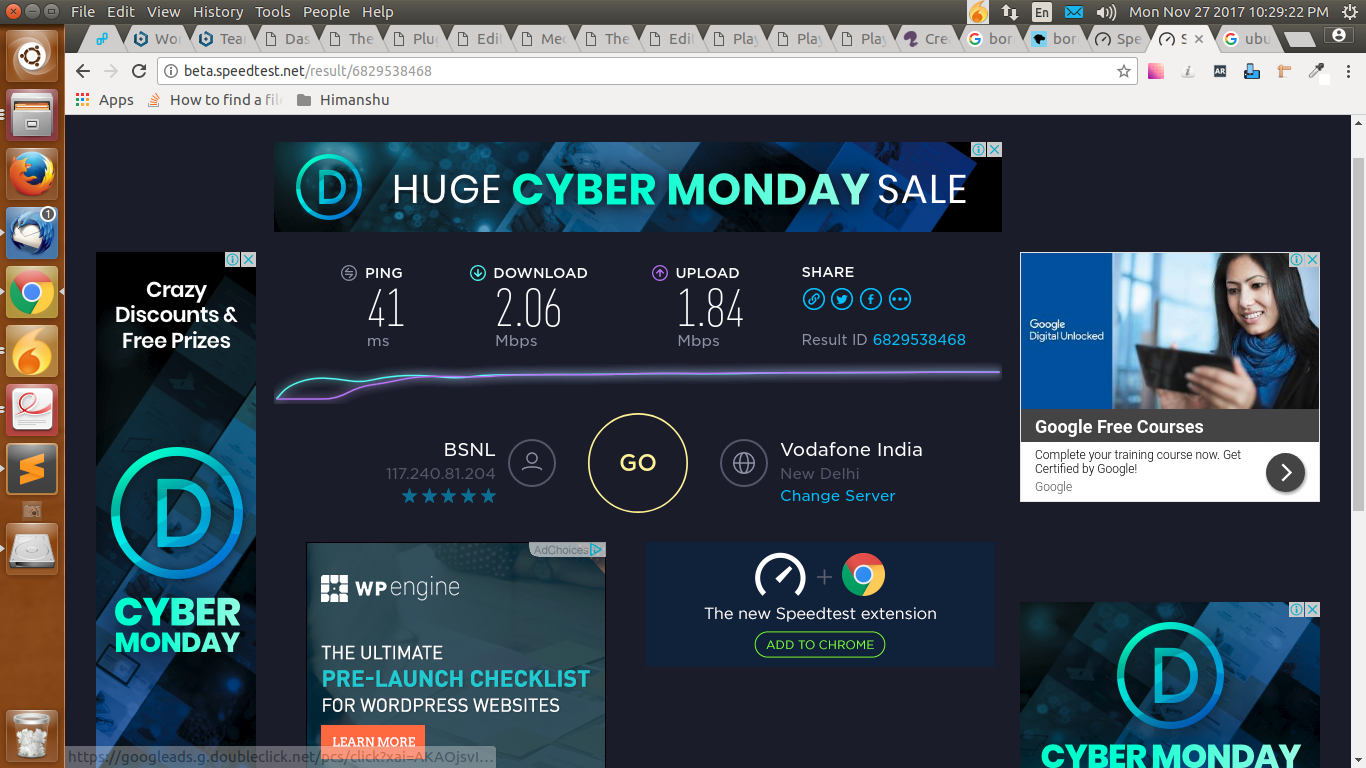 File Edit View History Tools People Help
En
Mon Nov 27 2017 10:29:22 PM
Wor
Tea
Das
The
Plu
Edi
Me
The
Edi
Play
Play
Play
Cre
bor
bor
Spe
S
ubu
beta.speedtest.net/result/6829538468
AR
Apps
How to find a fil
Himanshu
1
HUGE CYBER MONDAY SALE
Crazy
Discounts &
Free Prizes
CYBER
MONDAY
PING
41
ms
DOWNLOAD
2.06
Mbps
UPLOAD
1.84
Mbps
SHARE
Result ID 6829538468
BSNL
117.240.81.204
GO
Vodafone India
New Delhi
Change Server
Google
Digital Unlocked
Google Free Courses
Complete your training course now. Get
Certified by Google!
Google
AdChoices
WP engine
THE ULTIMATE
PRE-LAUNCH CHECKLIST
FOR WORDPRESS WEBSITES
LEARN MORE
+
The new Speedtest extension
ADD TO CHROME
D
CYBER MONDAY
https://googleads.g.doubleclick.net/pcs/click?xai=AKAOjsvI...